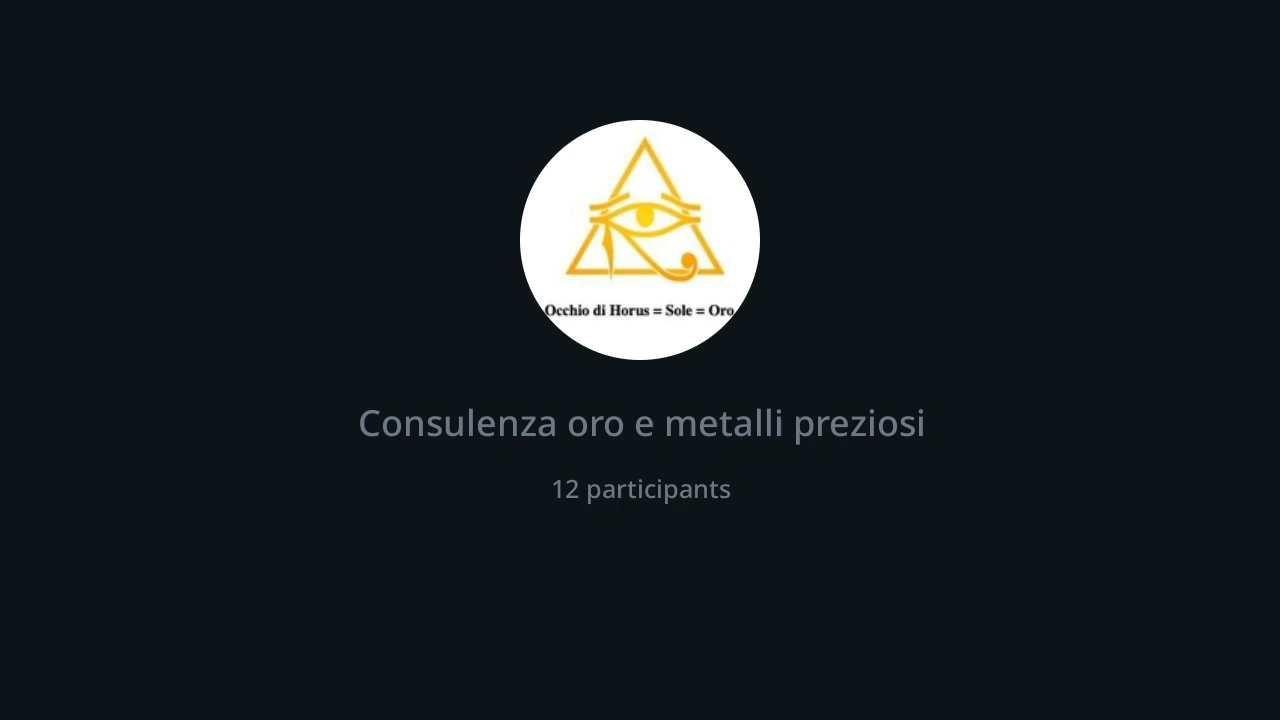 Occhio di Horus = Sole = Oro
Consulenza oro e metalli preziosi
12 participants